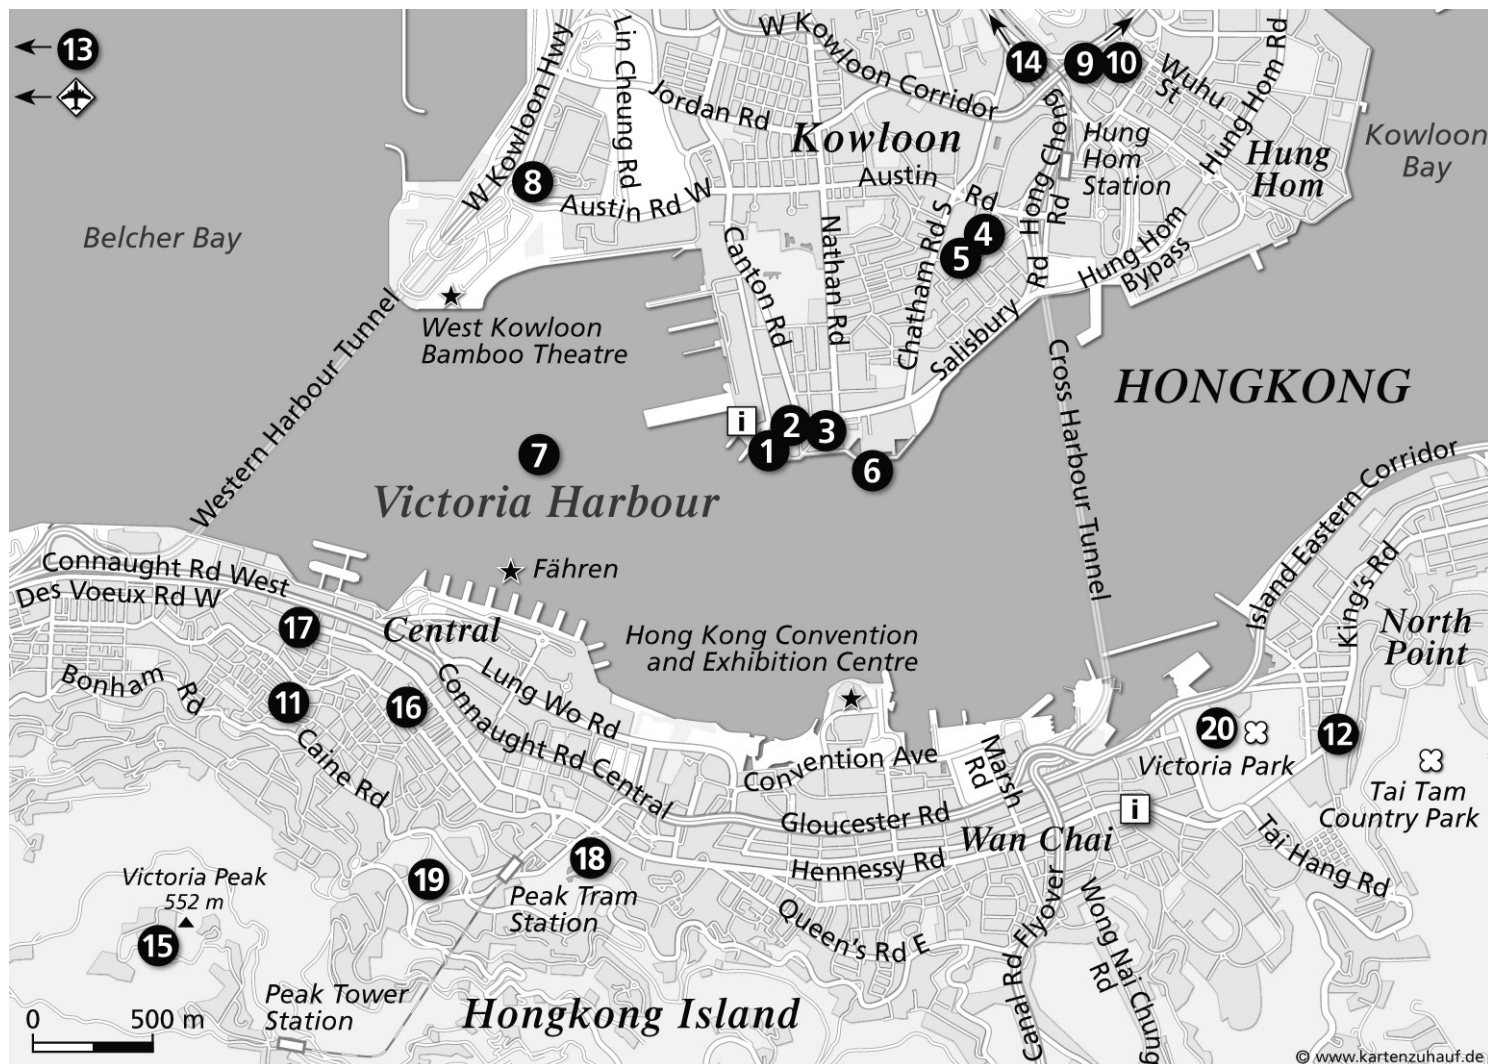 13
W Kowloon Hwy
Lin Cheung Rd
W Kowloon Corridor
14
9
10
Wuhu
St
Hung Hom Rd
Jordan Rd
Kowloon
Hong Chong
Rd
Hung
Hom
Station
Hung
Hom
Kowloon
Bay
8
Austin Rd W
Austin
Rd
Belcher Bay
Canton Rd
Nathan Rd
Chatham Rd S
4
5
Salisbury
Rd
Hung Hom
Bypass
West Kowloon
Bamboo Theatre
Western Harbour Tunnel
Cross Harbour Tunnel
HONGKONG
i
2
3
1
6
7
Victoria Harbour
Island Eastern Corridor
Connaught Rd West
Des Voeux Rd W
Fähren
17
Central
Hong Kong Convention
and Exhibition Centre
King's Rd
North
Point
Bonham
Rd
11
16
Lung Wo Rd
Connaught Rd Central
Caine Rd
Convention Ave
Marsh
Rd
20
Victoria Park
12
Tai Tam
Country Park
Gloucester Rd
Wan Chai
i
Hennessy Rd
Tai Hang Rd
Victoria Peak
552 m
15
19
18
Peak Tram
Station
Queen's Rd E
Canal Rd Flyover
Wong Nai Chung
Rd
Peak Tower
Station
Hongkong Island
0
500 m
© www.kartenzuhauf.de